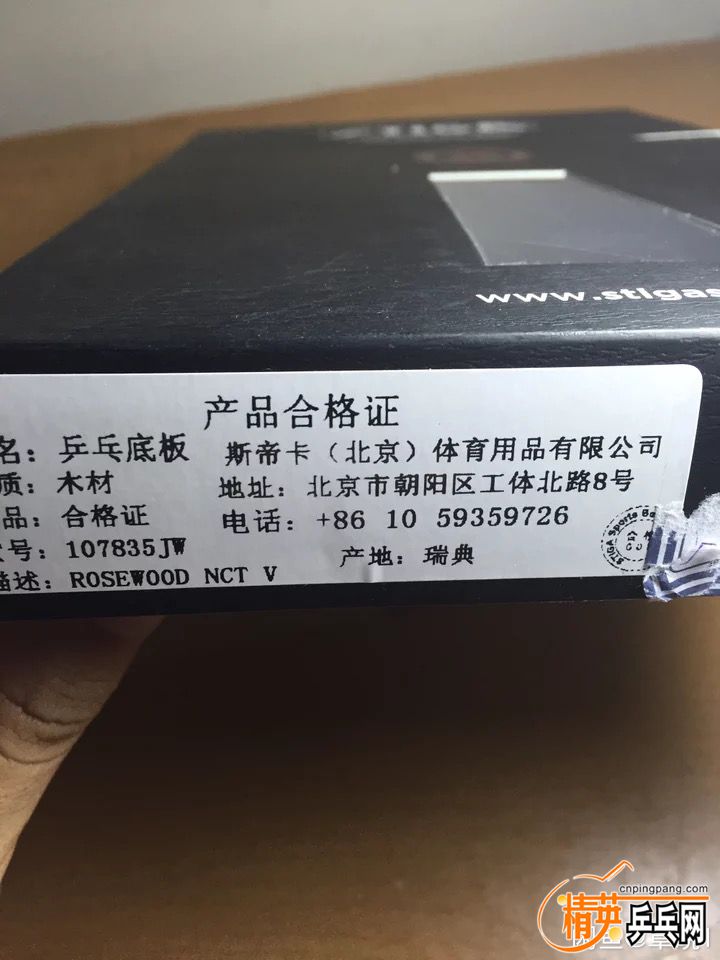 www.stigas
产品合格证
名：乒乓底板
质：木材
品：合格证
号：107835JW
描述：ROSEWOOD NCT V
斯帝卡（北京）体育用品有限公司
地址：北京市朝阳区工体北路8号
电话：+86 10 59359726
产地：瑞典
STIGA Sports
cnpingpang.com
精英乒乓网